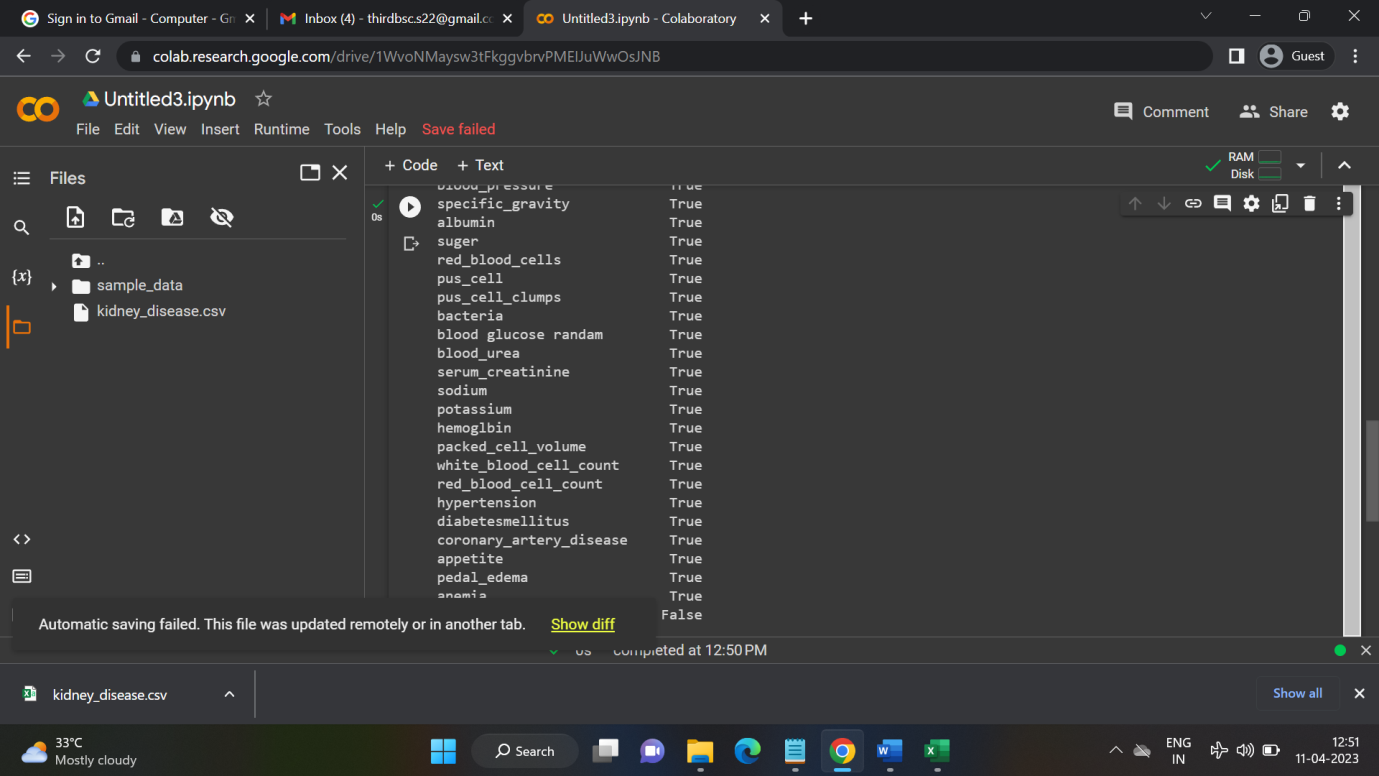 Sign in to Gmail - Computer - Gm
Inbox (4) - thirdbsc.s22@gmail.co
Untitled3.ipynb - Colaboratory
colab.research.google.com/drive/1WvoNMaysw3tFkggvbrvPMEIJuWwOsJNB
Guest
Untitled3.ipynb
Comment
Share
File Edit View Insert Runtime Tools Help Save failed
Files
+ Code + Text
RAM
Disk
..
sample_data
kidney_disease.csv
{x}
0s
blood_pressure True
specific_gravity True
albumin True
suger True
red_blood_cells True
pus_cell True
pus_cell_clumps True
bacteria True
blood glucose randam True
blood_urea True
serum_creatinine True
sodium True
potassium True
hemoglbin True
packed_cell_volume True
white_blood_cell_count True
red_blood_cell_count True
hypertension True
diabetesmellitus True
coronary_artery_disease True
appetite True
pedal_edema True
anemia True
False
Automatic saving failed. This file was updated remotely or in another tab. Show diff
0s completed at 12:50 PM
kidney_disease.csv
Show all
33°C
Mostly cloudy
Search
ENG
IN
12:51
11-04-2023